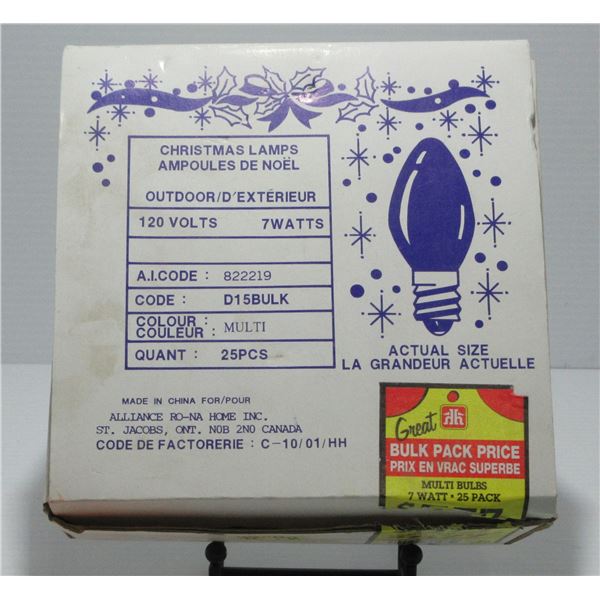 CHRISTMAS LAMPS
AMPOULES DE NOËL
OUTDOOR/D'EXTÉRIEUR
120 VOLTS 7WATTS
A.I.CODE : 822219
CODE : D15BULK
COLOUR :
COULEUR : MULTI
QUANT : 25PCS
ACTUAL SIZE
LA GRANDEUR ACTUELLE
MADE IN CHINA FOR/POUR
ALLIANCE RO-NA HOME INC.
ST. JACOBS, ONT. N0B 2N0 CANADA
CODE DE FACTORERIE : C-10/01/HH
Great
BULK PACK PRICE
PRIX EN VRAC SUPERBE
MULTI BULBS
7 WATT • 25 PACK